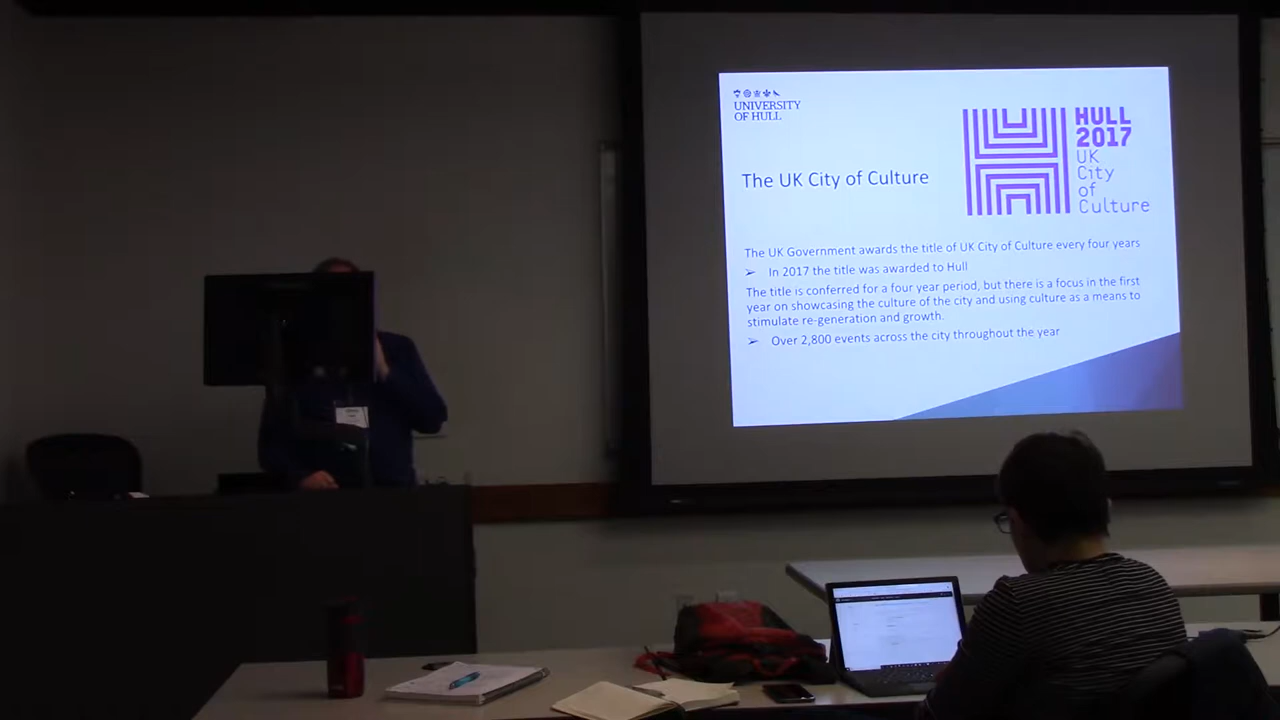 UNIVERSITY
OF HULL
HULL
2017
UK
City
of
Culture
The UK City of Culture
The UK Government awards the title of UK City of Culture every four years
➢ In 2017 the title was awarded to Hull
The title is conferred for a four year period, but there is a focus in the first
year on showcasing the culture of the city and using culture as a means to
stimulate re-generation and growth.
➢ Over 2,800 events across the city throughout the year